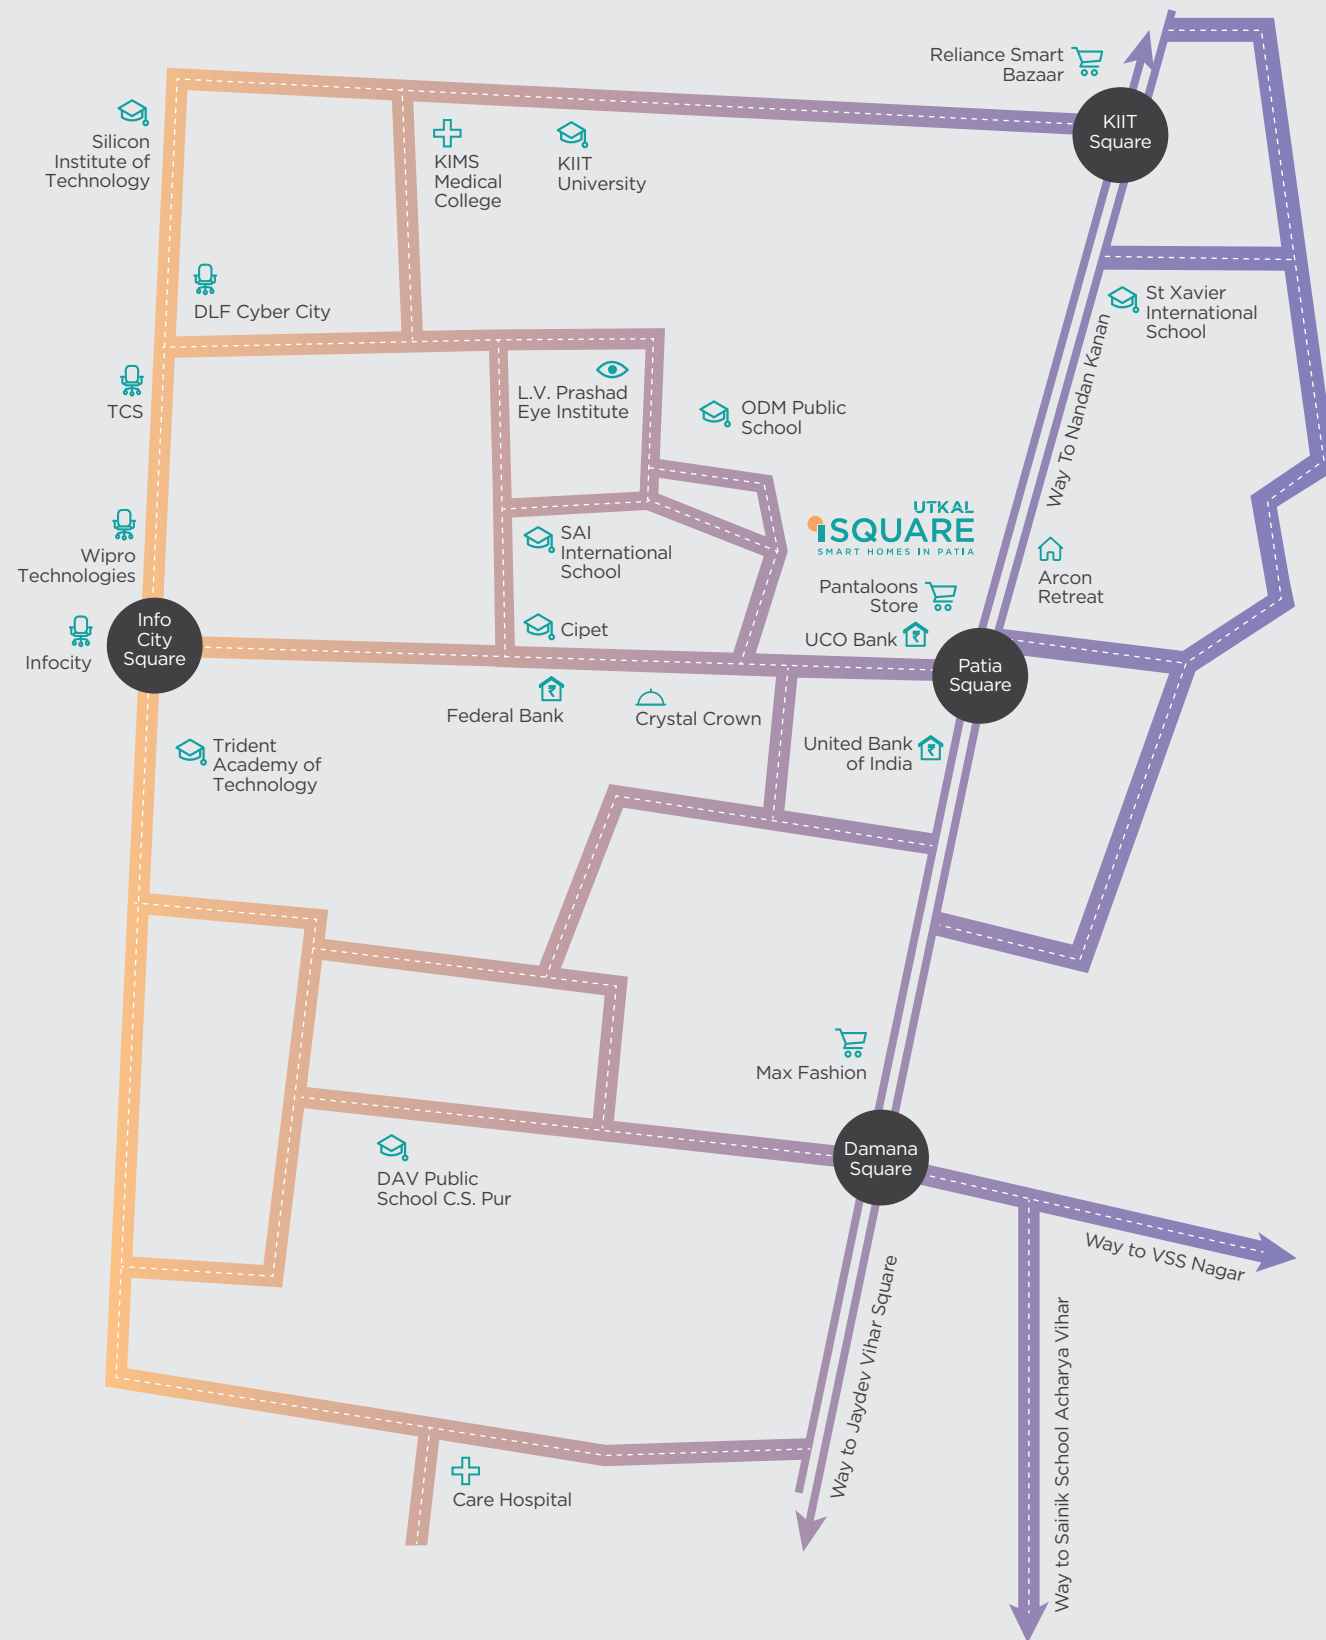 Reliance Smart
Bazaar
KIIT
Square
Silicon
Institute of
Technology
KIMS
Medical
College
KIIT
University
DLF Cyber City
St Xavier
International
School
TCS
L.V. Prashad
Eye Institute
ODM Public
School
Way To Nandan Kanan
UTKAL
iSQUARE
SMART HOMES IN PATIA
Wipro
Technologies
SAI
International
School
Arcon
Retreat
Pantaloons
Store
Info
City
Square
Infocity
Cipet
UCO Bank
Patia
Square
Federal Bank
Crystal Crown
Trident
Academy of
Technology
United Bank
of India
Max Fashion
Damana
Square
DAV Public
School C.S. Pur
Way to VSS Nagar
Way to Jaydev Vihar Square
Way to Sainik School Acharya Vihar
Care Hospital